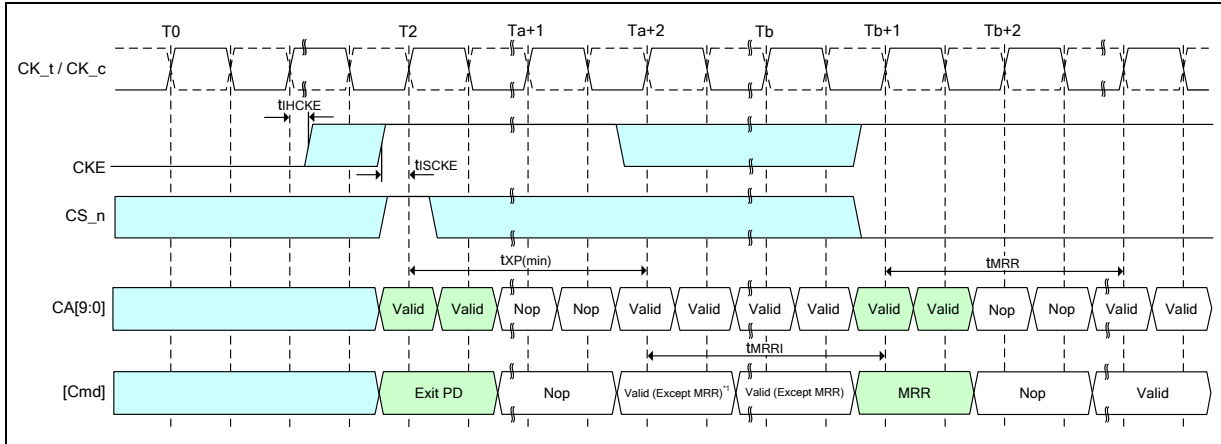 T0 T2 Ta+1 Ta+2 Tb Tb+1 Tb+2
CK_t / CK_c
tIHCKE
CKE
tISCKE
CS_n
tXP(min) tMRR
CA[9:0] Valid Valid Nop Nop Valid Valid Valid Valid Valid Valid Nop Nop Valid Valid
tMRRI
[Cmd] Exit PD Nop Valid (Except MRR)*1 Valid (Except MRR) MRR Nop Valid